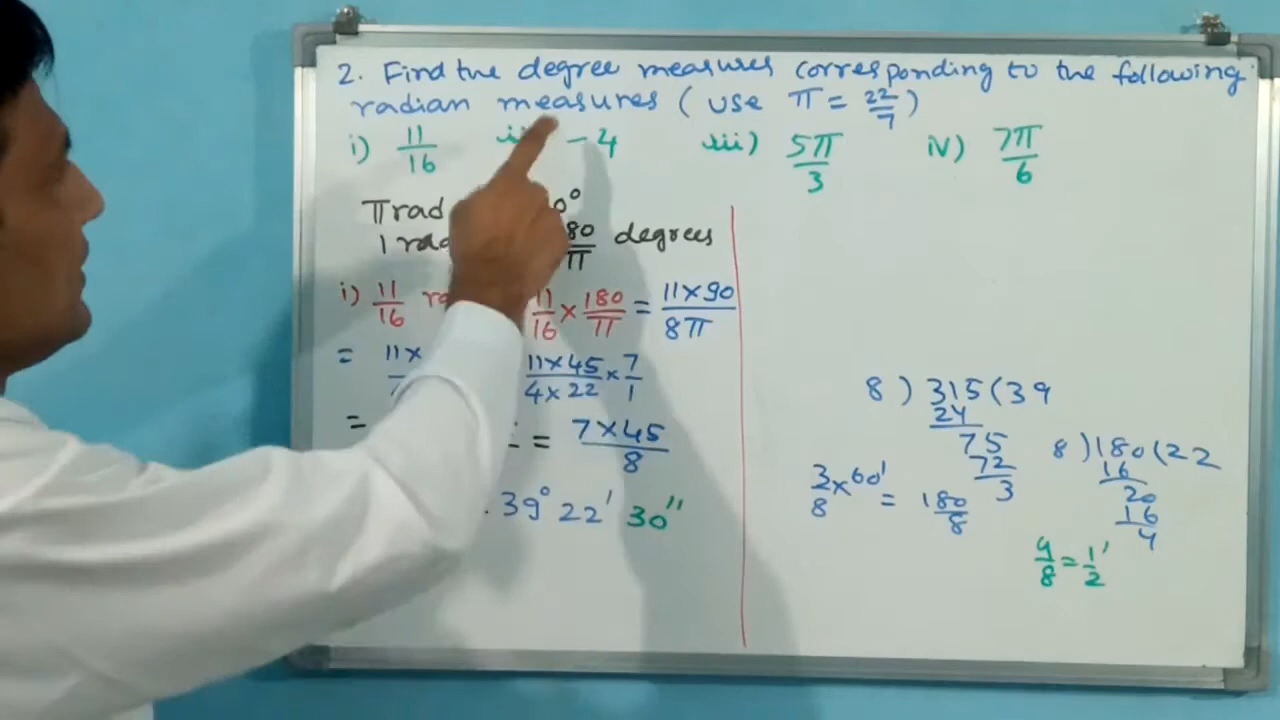 2. Find the degree measures corresponding to the following
radian measures ( use π = 22/7 )
i) 11/16 - 4 iii) 5π/3 iv) 7π/6
π rad 0°
1 80/π degrees
i) 11/16 11/16 × 180/π = 11×90/8π
= 11× 11×45/4×22 × 7/1
= = 7×45/8
39° 22' 30''
8 ) 315 ( 39
24
75
72
3
3/8 × 60' = 180/8
8 ) 180 ( 22
16
20
16
4
4/8 = 1/2'